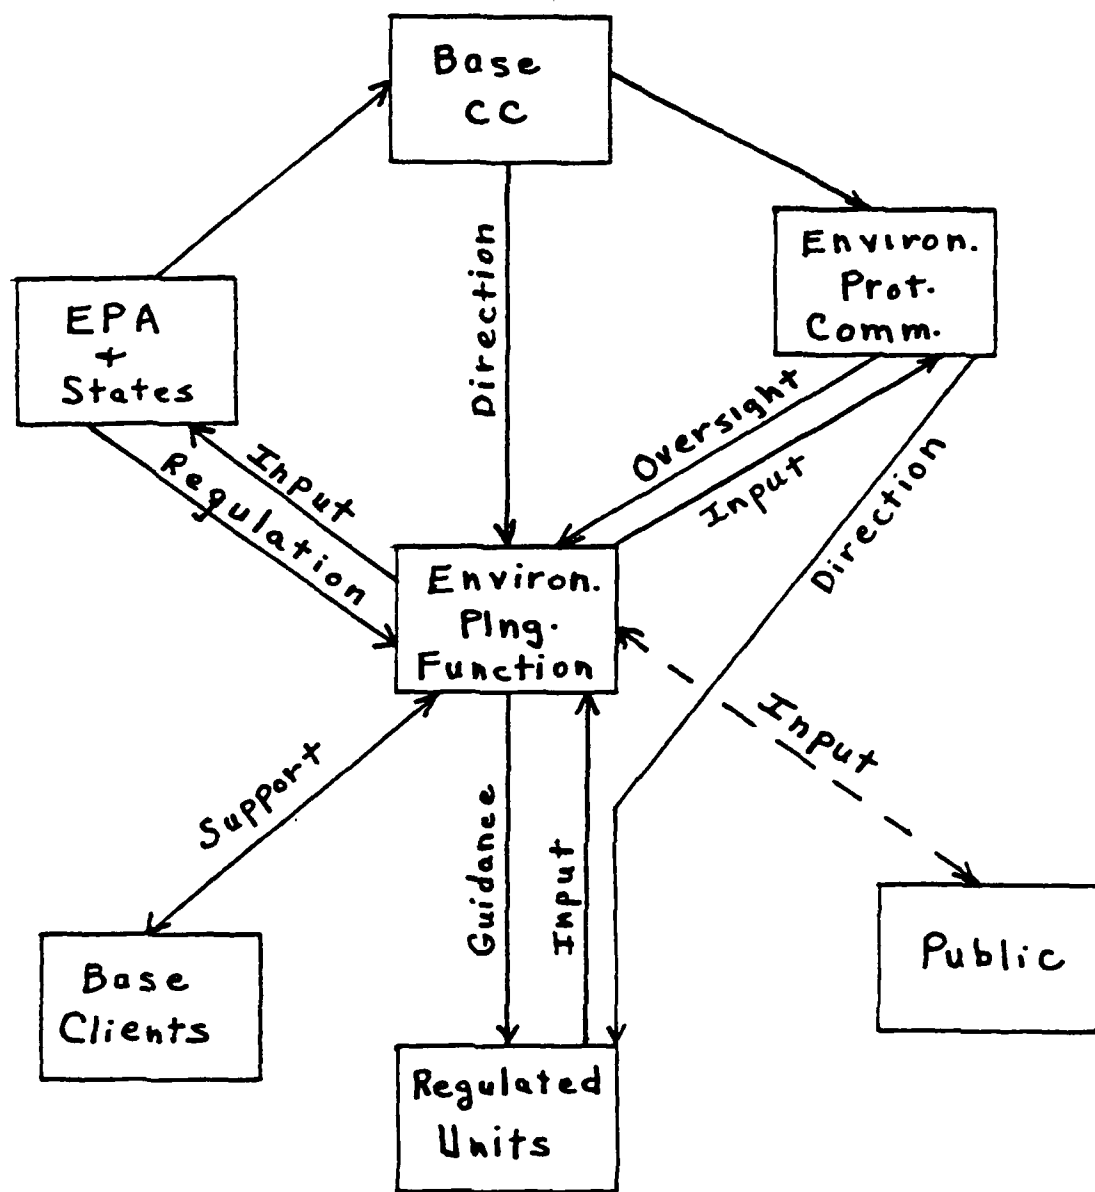 Base
CC
Environ.
Prot.
Comm.
EPA
+
States
Direction
Oversight
Input
Direction
Input
Regulation
Environ.
Plng.
Function
Input
Support
Guidance
Input
Base
Clients
Public
Regulated
Units